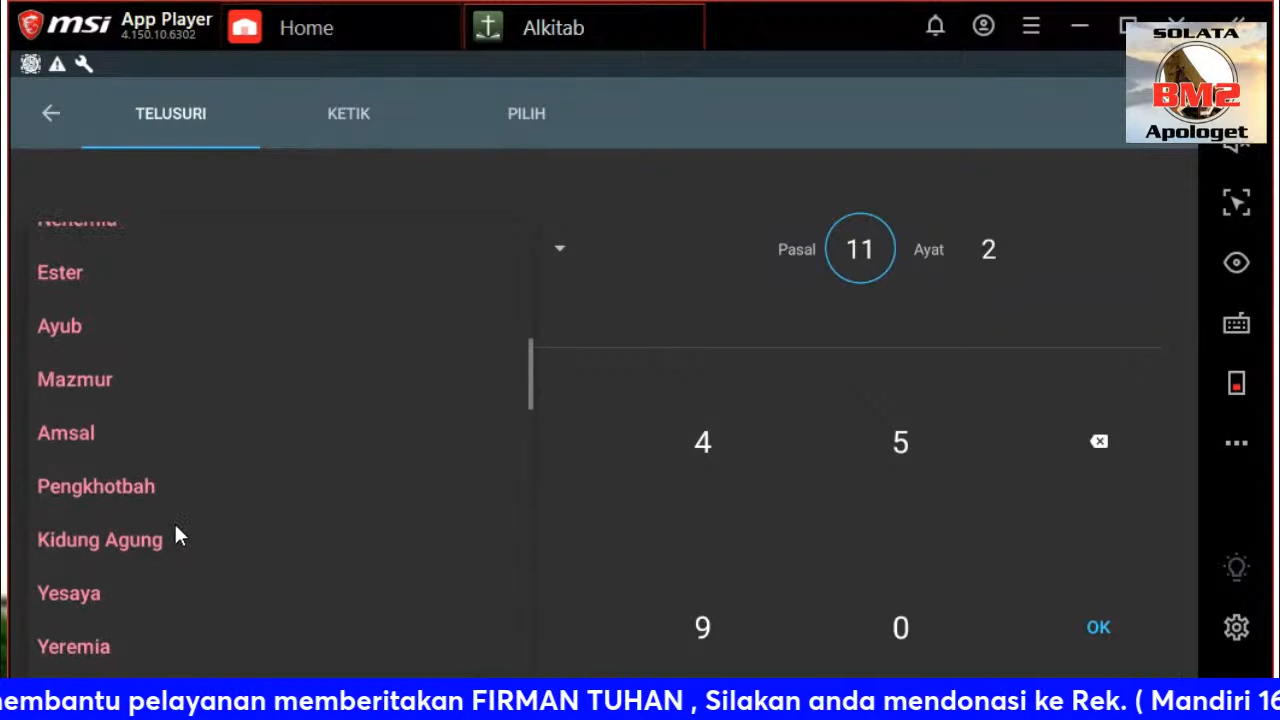 msi App Player
4.150.10.6302
Home
Alkitab
SOLATA
BM2
Apologet
TELUSURI
KETIK
PILIH
Nehemia
Pasal 11 Ayat 2
Ester
Ayub
Mazmur
Amsal
Pengkhotbah
Kidung Agung
Yesaya
Yeremia
4 5
9 0 OK
embantu pelayanan memberitakan FIRMAN TUHAN , Silakan anda mendonasi ke Rek. ( Mandiri 16